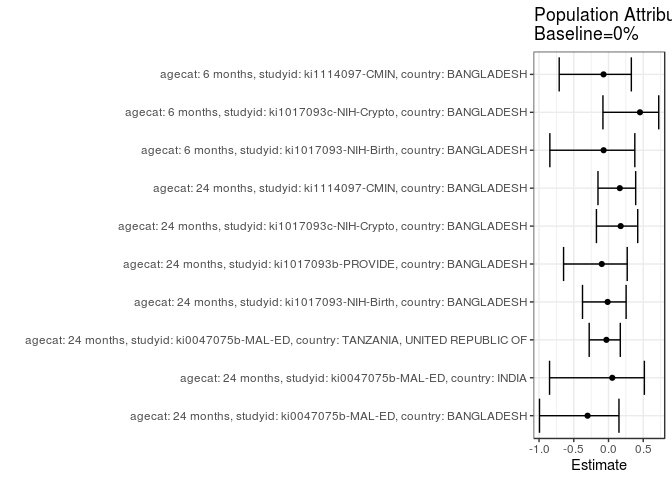 Population Attribu
Baseline=0%
agecat: 6 months, studyid: ki1114097-CMIN, country: BANGLADESH
agecat: 6 months, studyid: ki1017093c-NIH-Crypto, country: BANGLADESH
agecat: 6 months, studyid: ki1017093-NIH-Birth, country: BANGLADESH
agecat: 24 months, studyid: ki1114097-CMIN, country: BANGLADESH
agecat: 24 months, studyid: ki1017093c-NIH-Crypto, country: BANGLADESH
agecat: 24 months, studyid: ki1017093b-PROVIDE, country: BANGLADESH
agecat: 24 months, studyid: ki1017093-NIH-Birth, country: BANGLADESH
agecat: 24 months, studyid: ki0047075b-MAL-ED, country: TANZANIA, UNITED REPUBLIC OF
agecat: 24 months, studyid: ki0047075b-MAL-ED, country: INDIA
agecat: 24 months, studyid: ki0047075b-MAL-ED, country: BANGLADESH
-1.0 -0.5 0.0 0.5
Estimate